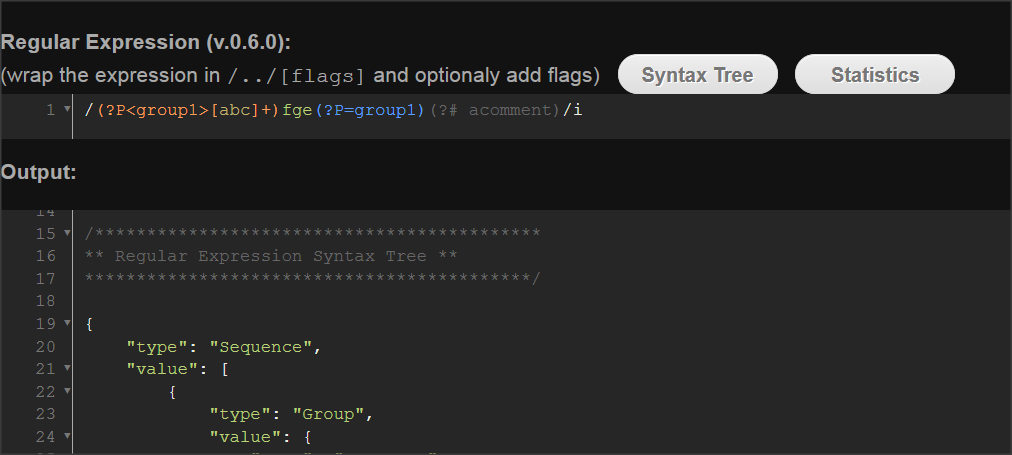 Regular Expression (v.0.6.0):
(wrap the expression in /../[flags] and optionaly add flags) Syntax Tree Statistics
1 /(?P<group1>[abc]+)fge(?P=group1)(?# acomment)/i
Output:
14
15 /*******************************************
16 ** Regular Expression Syntax Tree **
17 *******************************************/
18
19 {
20 "type": "Sequence",
21 "value": [
22 {
23 "type": "Group",
24 "value": {